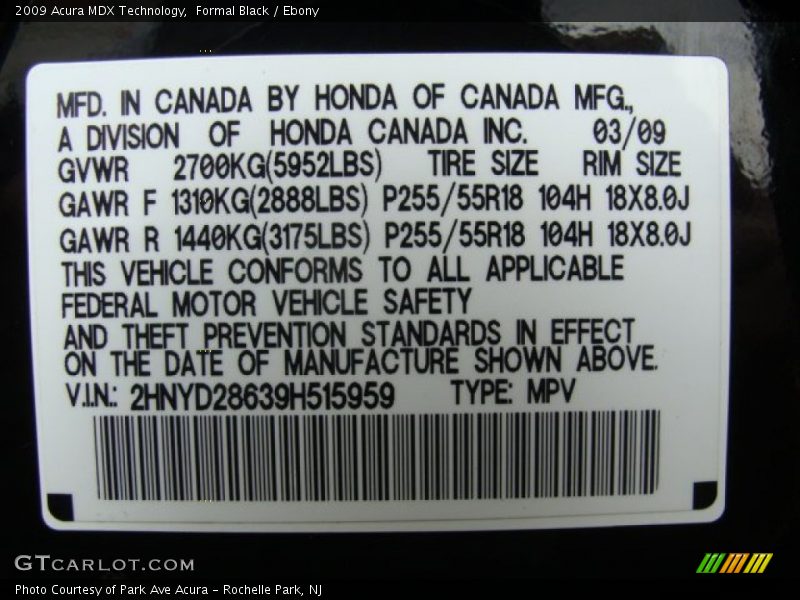 2009 Acura MDX Technology,  Formal Black / Ebony
MFD. IN CANADA BY HONDA OF CANADA MFG.,
A DIVISION OF HONDA CANADA INC. 03/09
GVWR 2700KG(5952LBS) TIRE SIZE RIM SIZE
GAWR F 1310KG(2888LBS) P255/55R18 104H 18X8.0J
GAWR R 1440KG(3175LBS) P255/55R18 104H 18X8.0J
THIS VEHICLE CONFORMS TO ALL APPLICABLE
FEDERAL MOTOR VEHICLE SAFETY
AND THEFT PREVENTION STANDARDS IN EFFECT
ON THE DATE OF MANUFACTURE SHOWN ABOVE.
V.I.N.: 2HNYD28639H515959 TYPE: MPV
GTCARLOT.COM
Photo Courtesy of Park Ave Acura - Rochelle Park, NJ